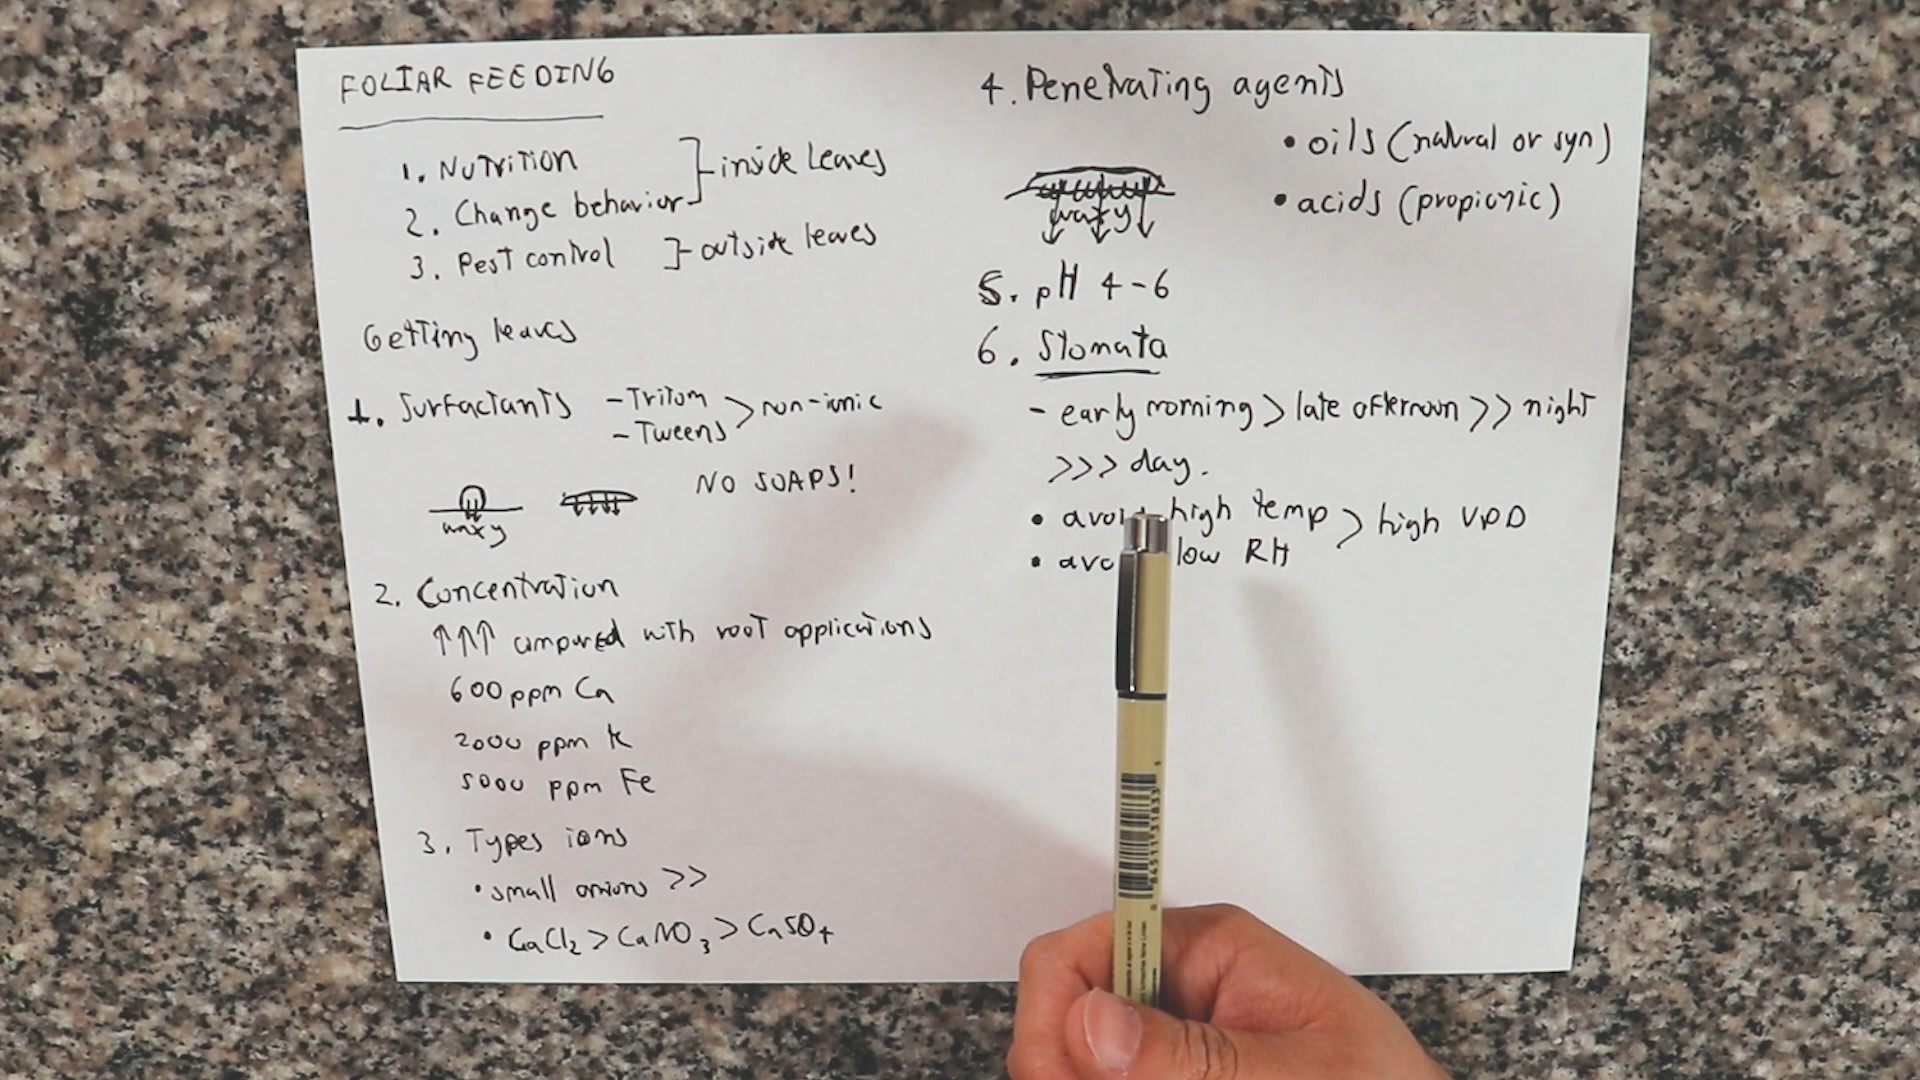 FOLIAR FEEDING
1. NUTRITION
2. Change behavior
inside leaves
3. Pest control
outside leaves
Getting leaves
1. Surfactants
- Tritom
- Tweens
> non-ionic
NO SOAPS!
waxy
2. Concentration
↑↑↑ compared with root applications
600 ppm Ca
2000 ppm K
5000 ppm Fe
3. Types ions
• small anions >>
• CaCl2 > CaNO3 > CaSO4
4. Penetrating agents
• oils (natural or syn)
• acids (propionic)
waxy
5. pH 4-6
6. Stomata
- early morning > late afternoon >> night
>>> day.
• avoid high temp
• low RH
> high VPD